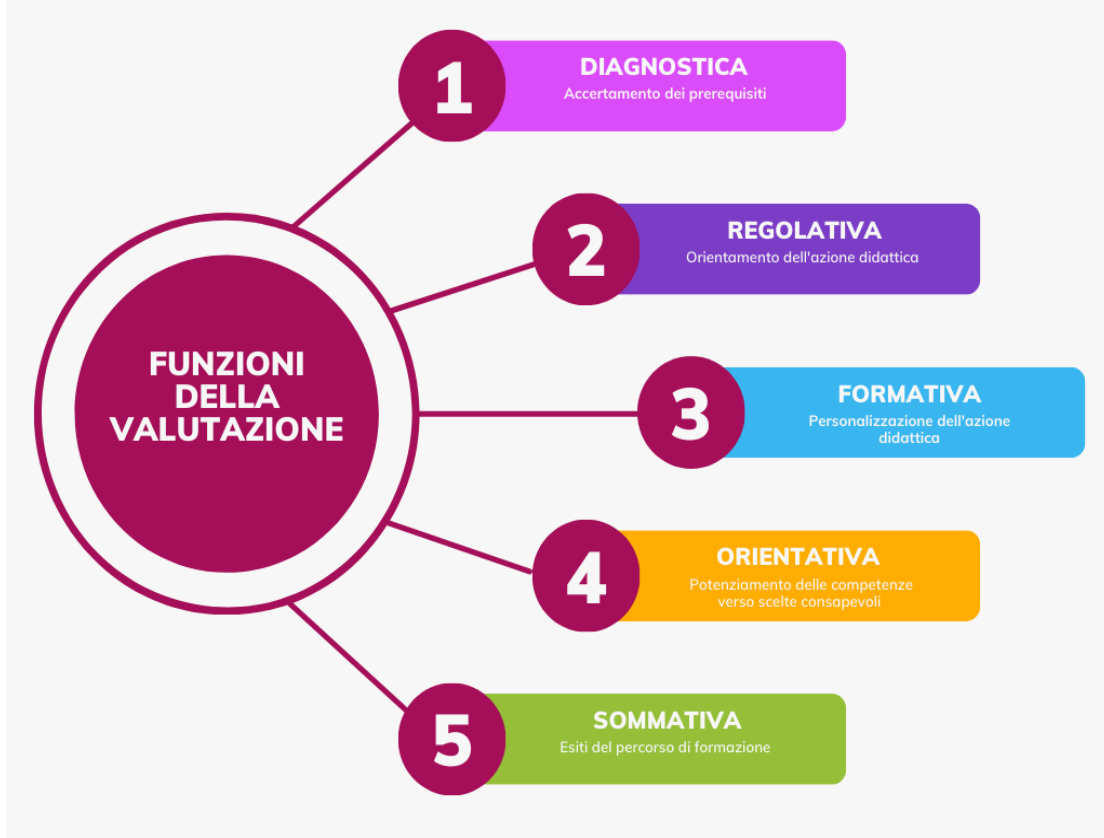 FUNZIONI
DELLA
VALUTAZIONE
1
DIAGNOSTICA
Accertamento dei prerequisiti
2
REGOLATIVA
Orientamento dell'azione didattica
3
FORMATIVA
Personalizzazione dell'azione
didattica
4
ORIENTATIVA
Potenziamento delle competenze
verso scelte consapevoli
5
SOMMATIVA
Esiti del percorso di formazione